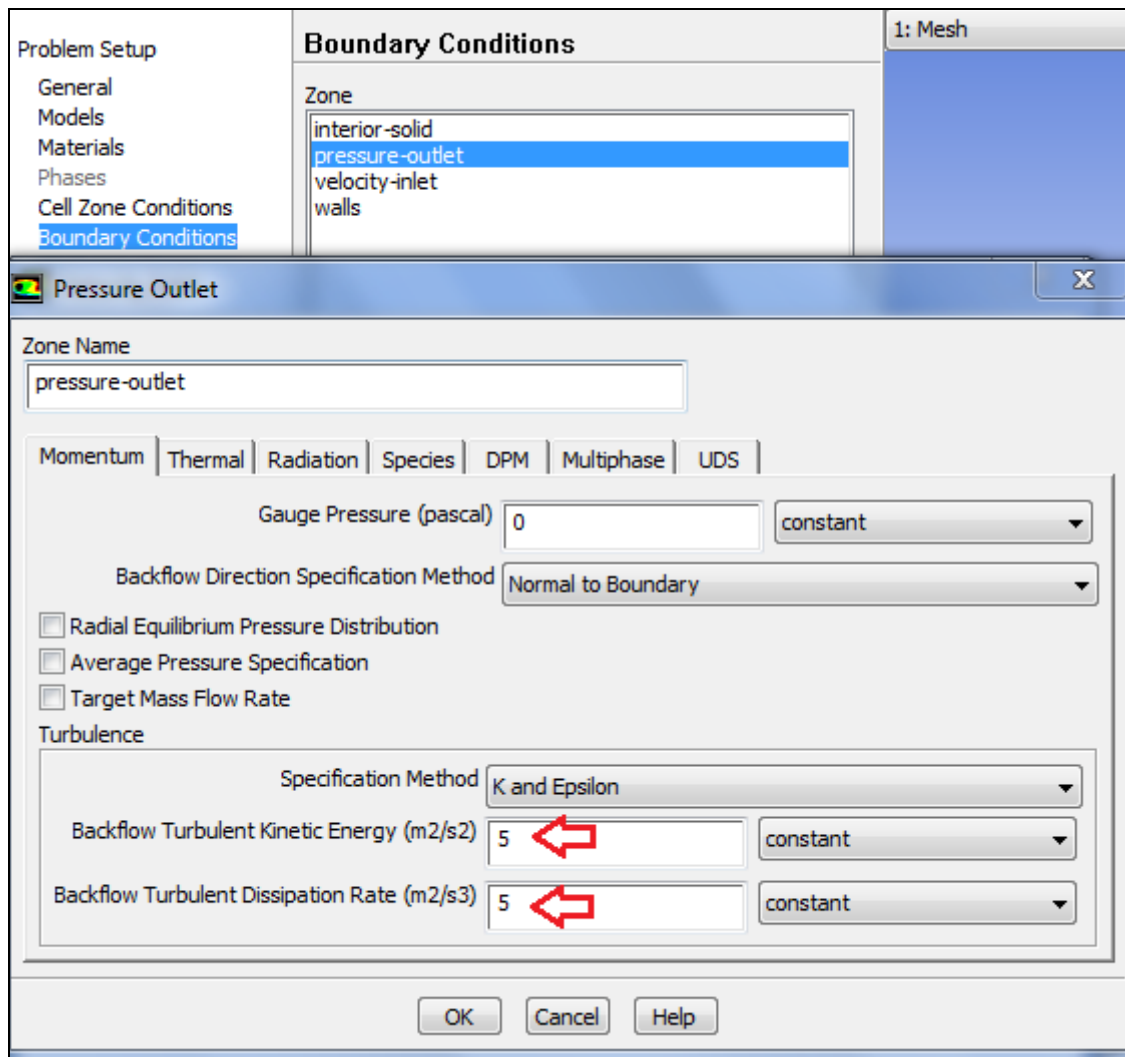 Problem Setup
General
Models
Materials
Phases
Cell Zone Conditions
Boundary Conditions
Boundary Conditions
Zone
interior-solid
pressure-outlet
velocity-inlet
walls
1: Mesh
Pressure Outlet
X
Zone Name
pressure-outlet
Momentum Thermal Radiation Species DPM Multiphase UDS
Gauge Pressure (pascal) 0 constant
Backflow Direction Specification Method Normal to Boundary
Radial Equilibrium Pressure Distribution
Average Pressure Specification
Target Mass Flow Rate
Turbulence
Specification Method K and Epsilon
Backflow Turbulent Kinetic Energy (m2/s2) 5 constant
Backflow Turbulent Dissipation Rate (m2/s3) 5 constant
OK Cancel Help